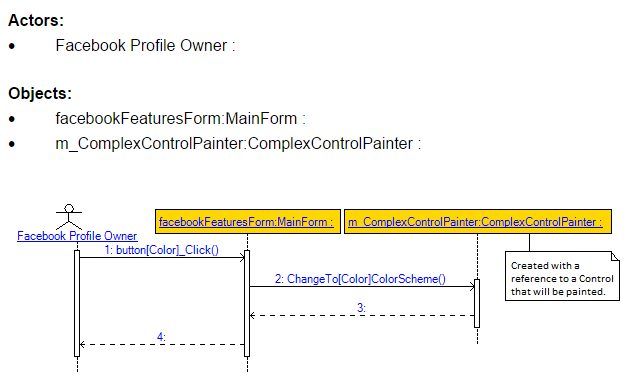 Actors:
• Facebook Profile Owner :
Objects:
• facebookFeaturesForm:MainForm :
• m_ComplexControlPainter:ComplexControlPainter :
facebookFeaturesForm:MainForm :
m_ComplexControlPainter:ComplexControlPainter :
Facebook Profile Owner
1: button[Color]_Click()
Created with a
reference to a Control
that will be painted.
2: ChangeTo[Color]ColorScheme()
3:
4: